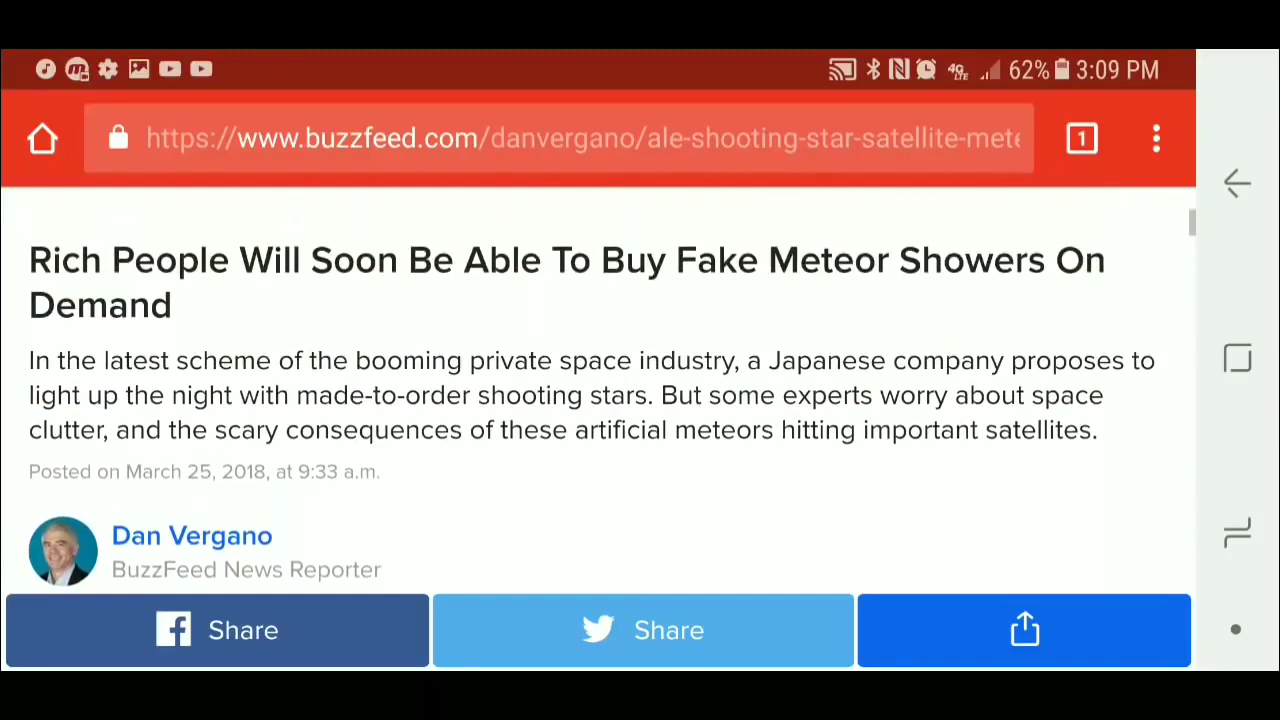 62% 3:09 PM
https://www.buzzfeed.com/danvergano/ale-shooting-star-satellite-mete
1
Rich People Will Soon Be Able To Buy Fake Meteor Showers On
Demand
In the latest scheme of the booming private space industry, a Japanese company proposes to
light up the night with made-to-order shooting stars. But some experts worry about space
clutter, and the scary consequences of these artificial meteors hitting important satellites.
Posted on March 25, 2018, at 9:33 a.m.
Dan Vergano
BuzzFeed News Reporter
Share
Share